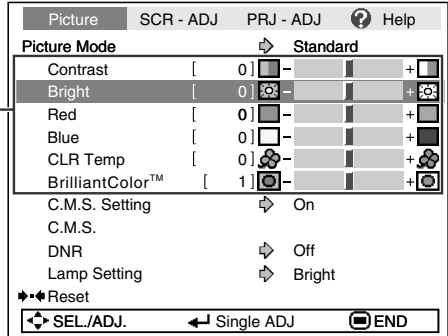 Picture SCR - ADJ PRJ - ADJ ? Help
Picture Mode Standard
Contrast [ 0 ] - +
Bright [ 0 ] - +
Red [ 0 ] - +
Blue [ 0 ] - +
CLR Temp [ 0 ] - +
BrilliantColor™ [ 1 ] - +
C.M.S. Setting On
C.M.S.
DNR Off
Lamp Setting Bright
Reset
SEL./ADJ. Single ADJ END